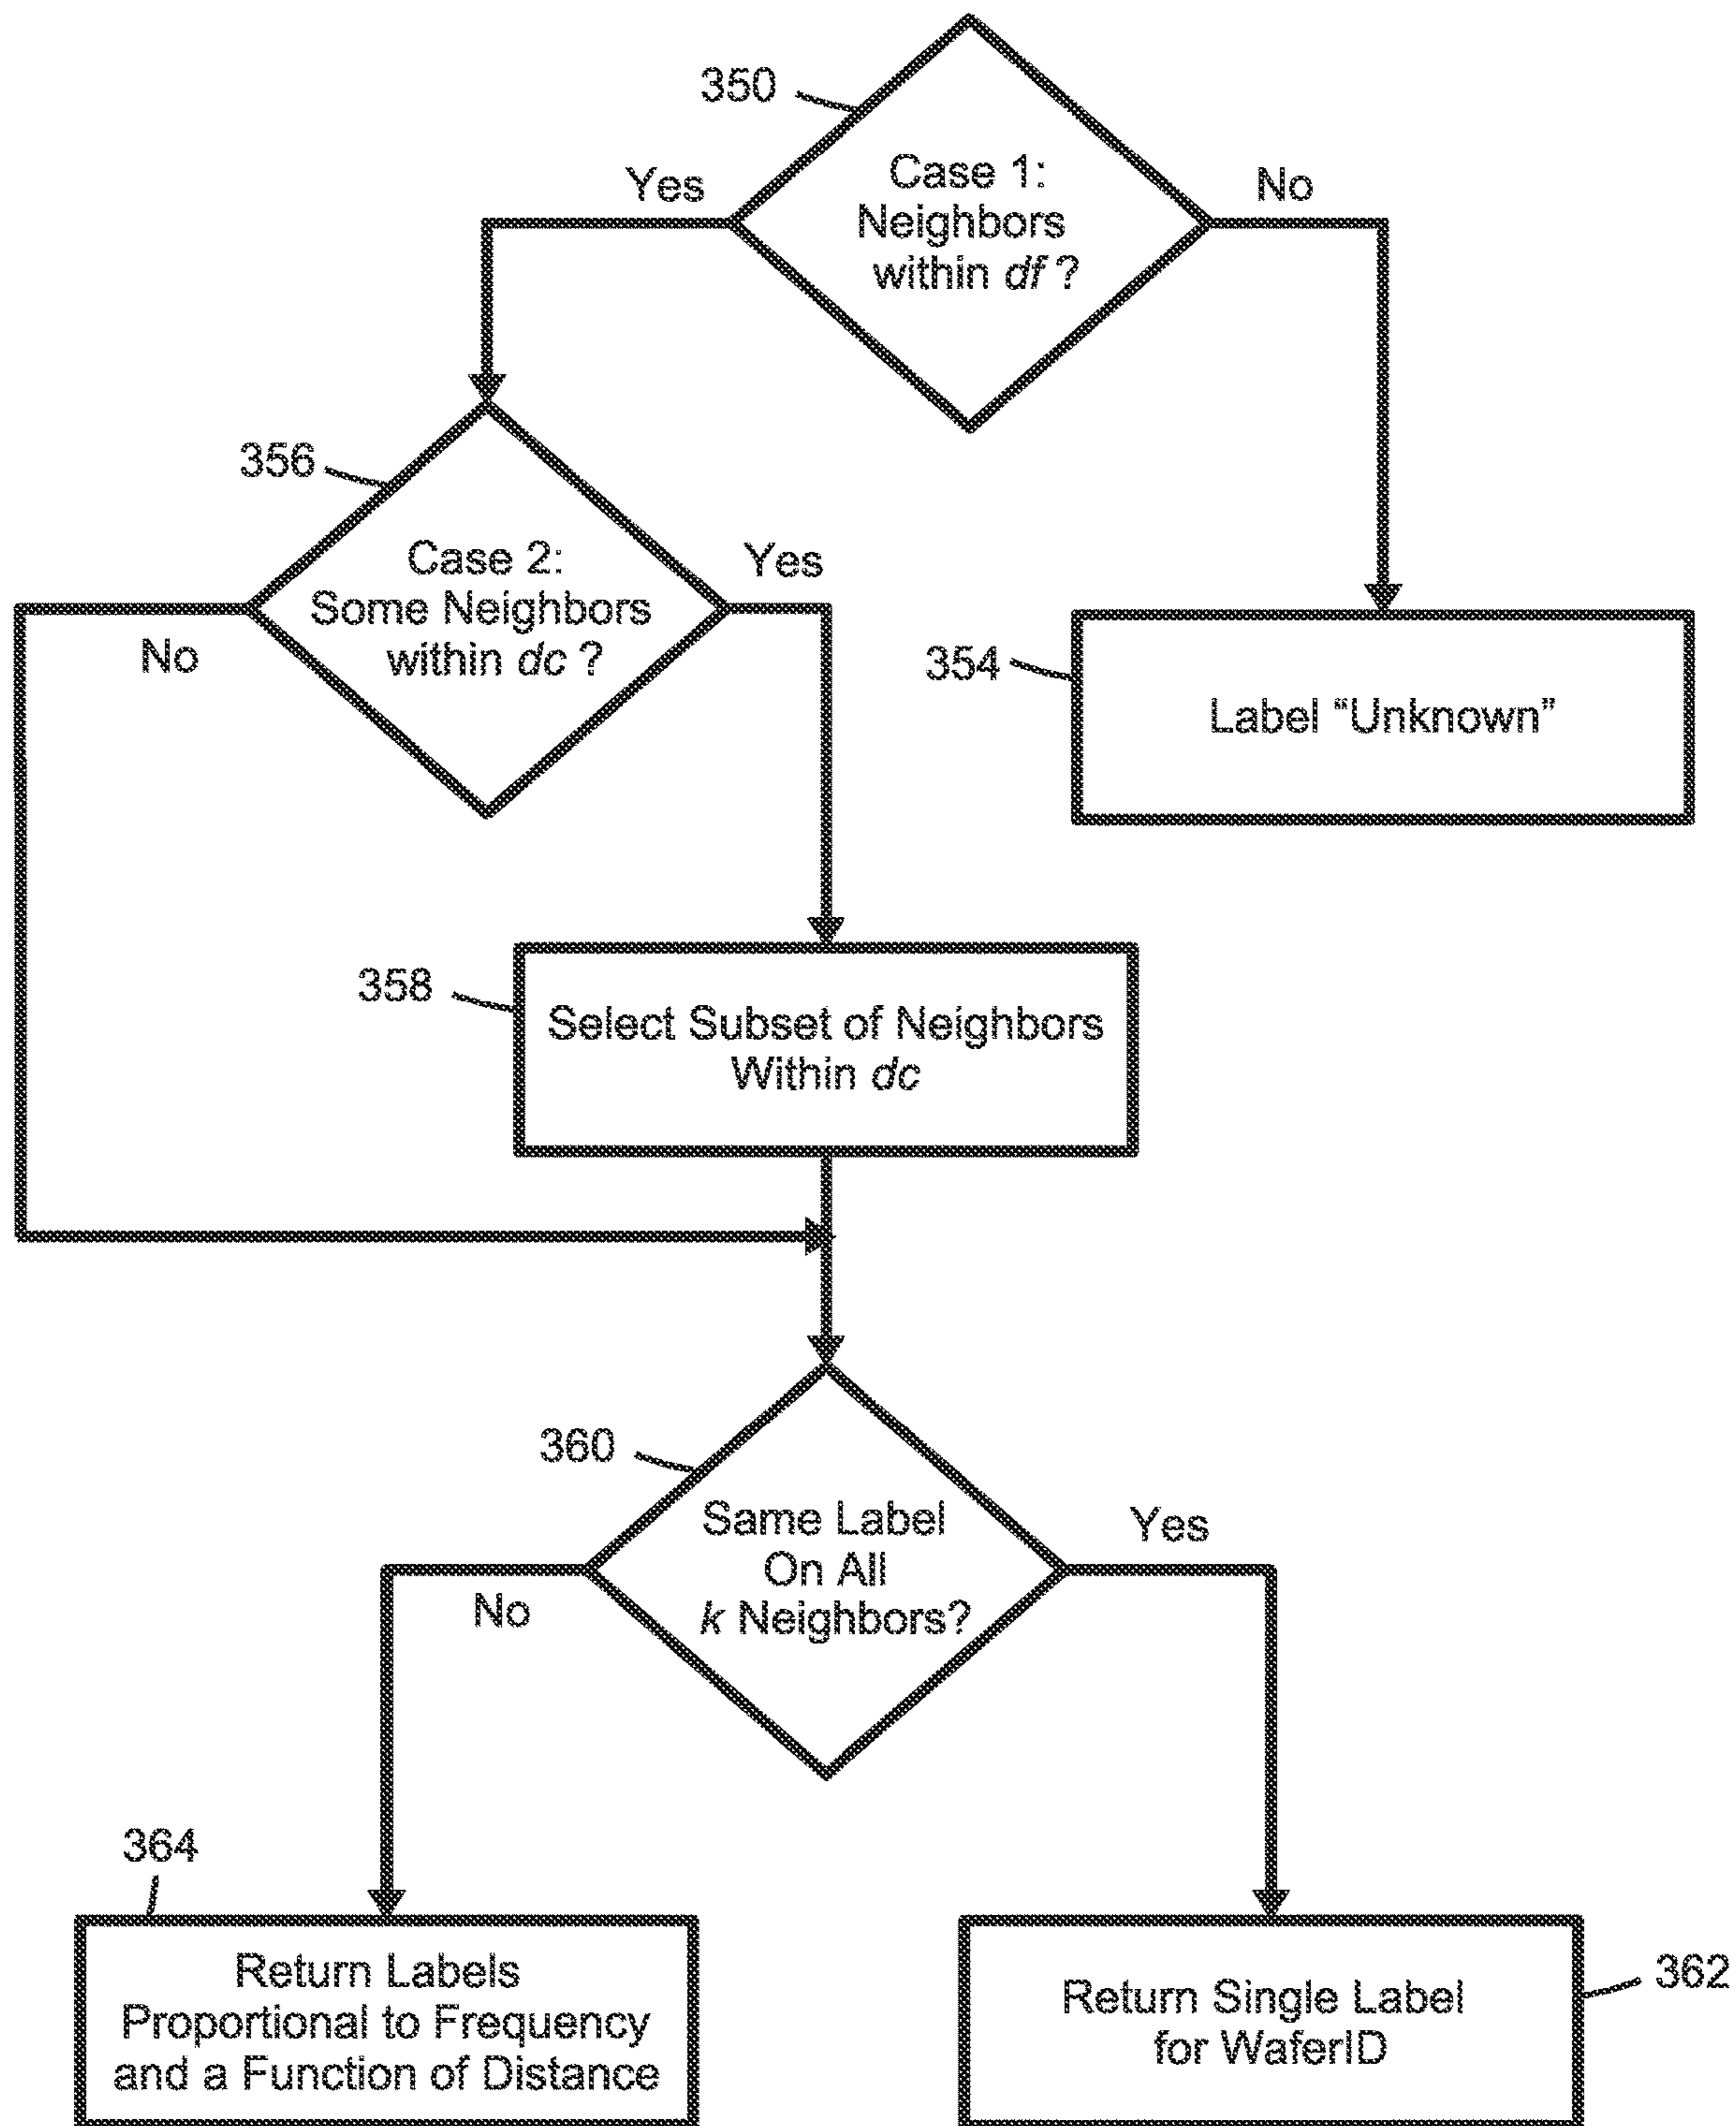 350
Case 1:
Neighbors
within df ?
Yes
No
356
Case 2:
Some Neighbors
within dc ?
Yes
No
354
Label “Unknown”
358
Select Subset of Neighbors
Within dc
360
Same Label
On All
k Neighbors?
Yes
No
364
Return Labels
Proportional to Frequency
and a Function of Distance
Return Single Label
for WaferID
362